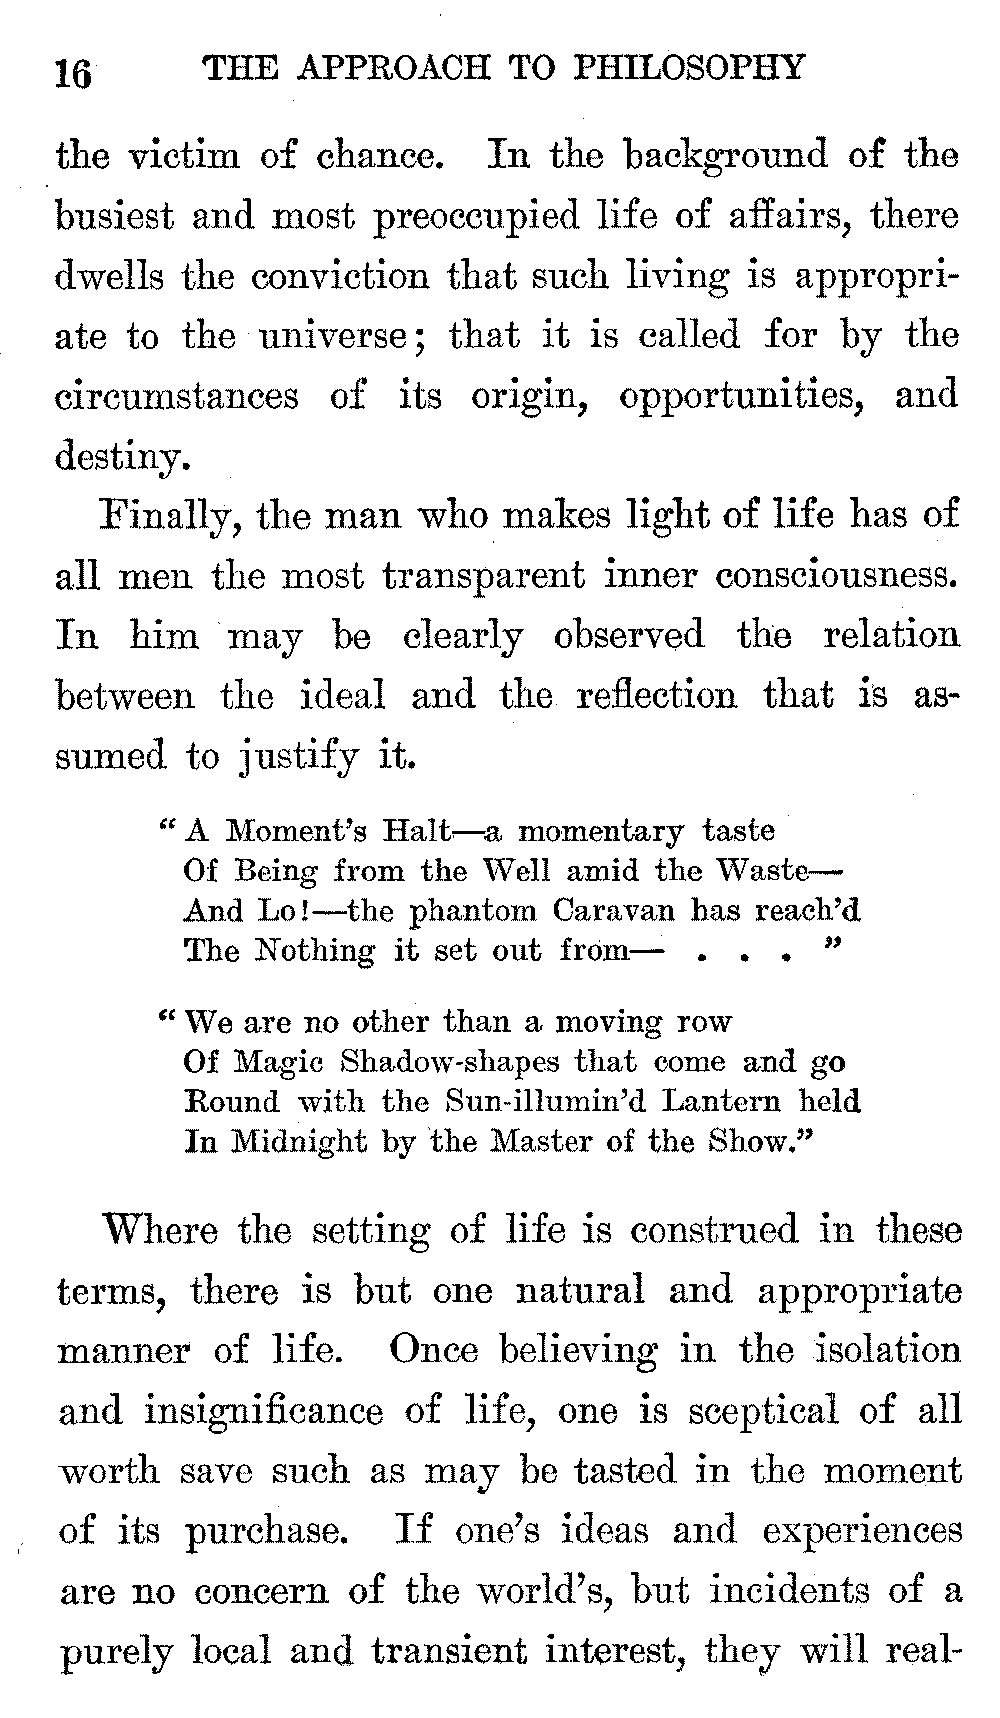 16 THE APPROACH TO PHILOSOPHY
the victim of chance. In the background of the
busiest and most preoccupied life of affairs, there
dwells the conviction that such living is appropri-
ate to the universe; that it is called for by the
circumstances of its origin, opportunities, and
destiny.
Finally, the man who makes light of life has of
all men the most transparent inner consciousness.
In him may be clearly observed the relation
between the ideal and the reflection that is as-
sumed to justify it.
“A Moment’s Halt—a momentary taste
Of Being from the Well amid the Waste—
And Lo!—the phantom Caravan has reach’d
The Nothing it set out from— . . . ”
“We are no other than a moving row
Of Magic Shadow-shapes that come and go
Round with the Sun-illumin’d Lantern held
In Midnight by the Master of the Show.”
Where the setting of life is construed in these
terms, there is but one natural and appropriate
manner of life. Once believing in the isolation
and insignificance of life, one is sceptical of all
worth save such as may be tasted in the moment
of its purchase. If one’s ideas and experiences
are no concern of the world’s, but incidents of a
purely local and transient interest, they will real-